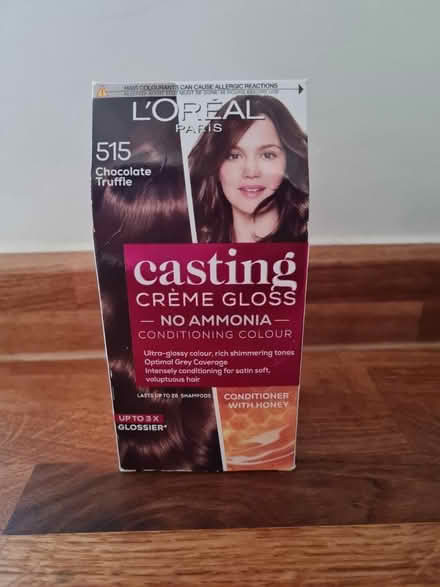 HAIR COLOURANTS CAN CAUSE ALLERGIC REACTIONS
L'ORÉAL
PARIS
515
Chocolate
Truffle
casting
CRÈME GLOSS
— NO AMMONIA —
CONDITIONING COLOUR
Ultra-glossy colour, rich shimmering tones
Optimal Grey Coverage
Intensely conditioning for satin soft,
voluptuous hair
LASTS UP TO 28 SHAMPOOS
CONDITIONER
WITH HONEY
UP TO 3 X
GLOSSIER*